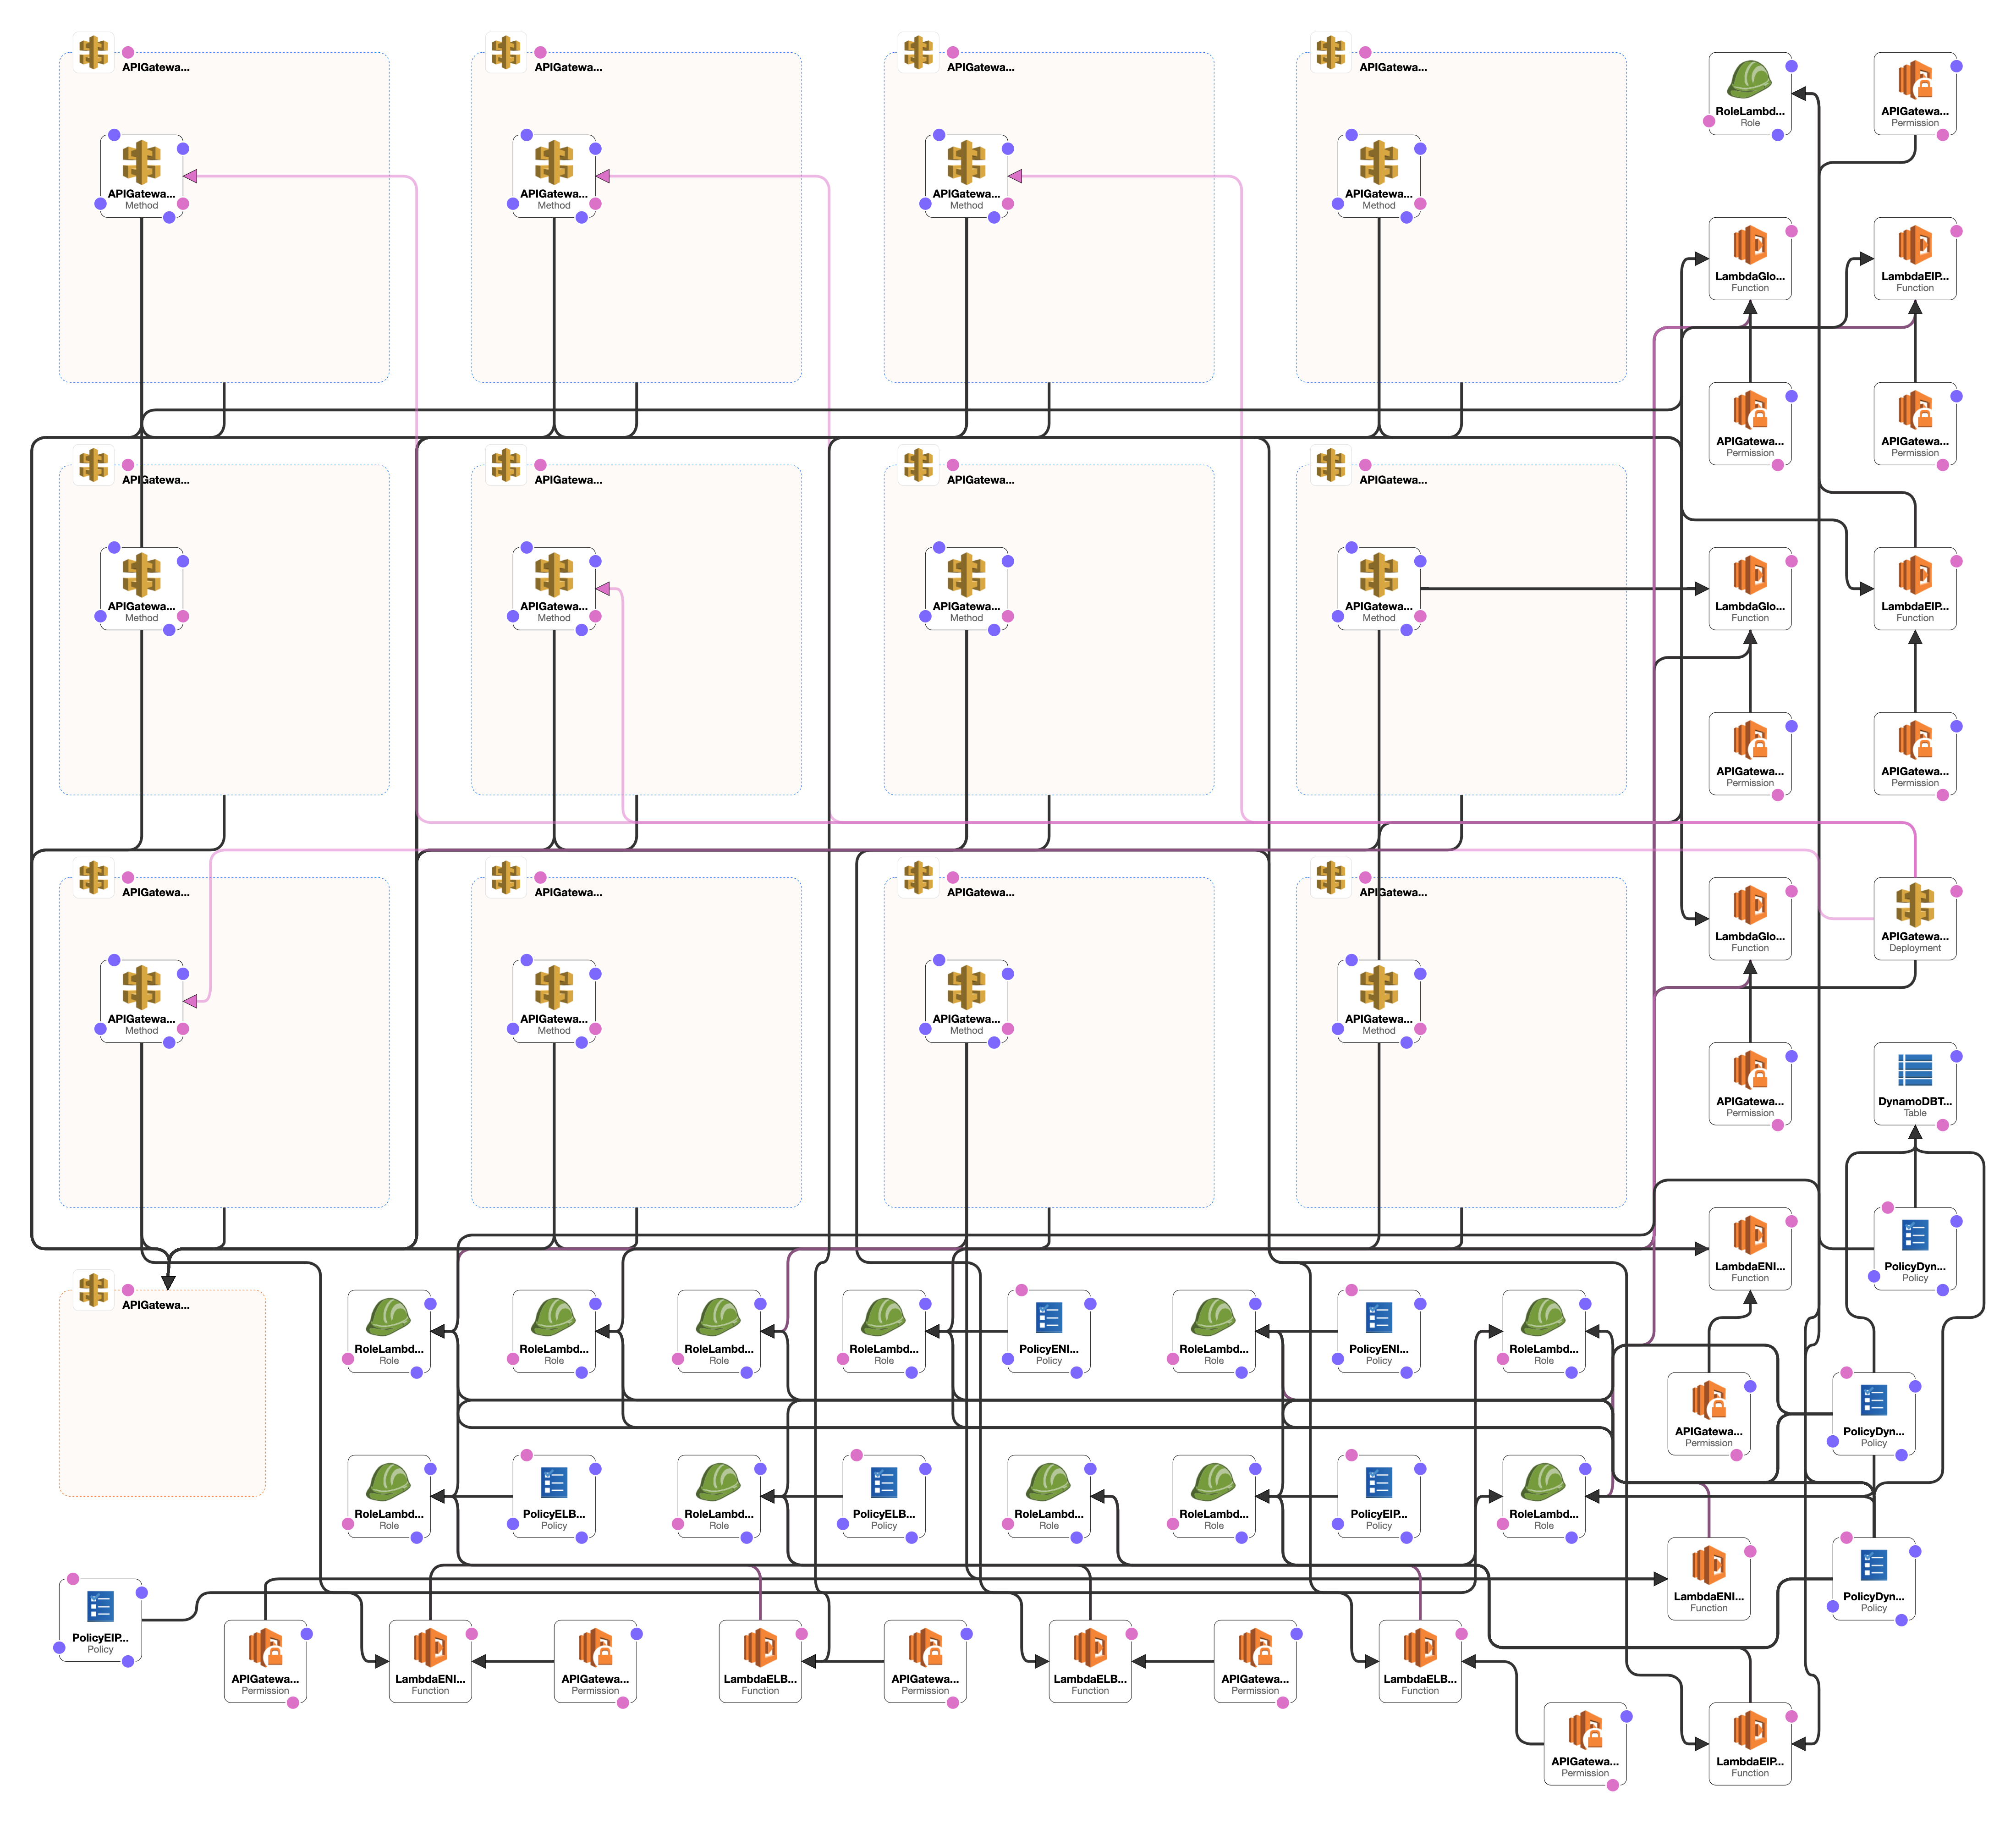 APIGatewa...
APIGatewa...
APIGatewa...
APIGatewa...
RoleLambd...
Role
APIGatewa...
Permission
APIGatewa...
Method
APIGatewa...
Method
APIGatewa...
Method
APIGatewa...
Method
LambdaGlo...
Function
LambdaEIP...
Function
APIGatewa...
Permission
APIGatewa...
Permission
APIGatewa...
APIGatewa...
APIGatewa...
APIGatewa...
APIGatewa...
Method
APIGatewa...
Method
APIGatewa...
Method
APIGatewa...
Method
LambdaGlo...
Function
LambdaEIP...
Function
APIGatewa...
Permission
APIGatewa...
Permission
APIGatewa...
APIGatewa...
APIGatewa...
APIGatewa...
LambdaGlo...
Function
APIGatewa...
Deployment
APIGatewa...
Method
APIGatewa...
Method
APIGatewa...
Method
APIGatewa...
Method
APIGatewa...
Permission
DynamoDBT...
Table
LambdaENI...
Function
PolicyDyn...
Policy
APIGatewa...
RoleLambd...
Role
RoleLambd...
Role
RoleLambd...
Role
RoleLambd...
Role
PolicyENI...
Policy
RoleLambd...
Role
PolicyENI...
Policy
RoleLambd...
Role
APIGatewa...
Permission
PolicyDyn...
Policy
RoleLambd...
Role
PolicyELB...
Policy
RoleLambd...
Role
PolicyELB...
Policy
RoleLambd...
Role
RoleLambd...
Role
PolicyEIP...
Policy
RoleLambd...
Role
LambdaENI...
Function
PolicyDyn...
Policy
PolicyEIP...
Policy
APIGatewa...
Permission
LambdaENI...
Function
APIGatewa...
Permission
LambdaELB...
Function
APIGatewa...
Permission
LambdaELB...
Function
APIGatewa...
Permission
LambdaELB...
Function
APIGatewa...
Permission
LambdaEIP...
Function